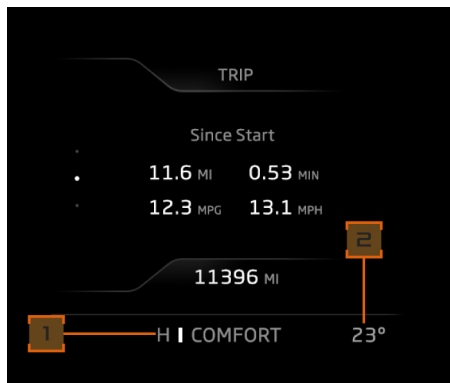 TRIP
Since Start
11.6 MI 0.53 MIN
12.3 MPG 13.1 MPH
2
11396 MI
1 H I COMFORT 23°